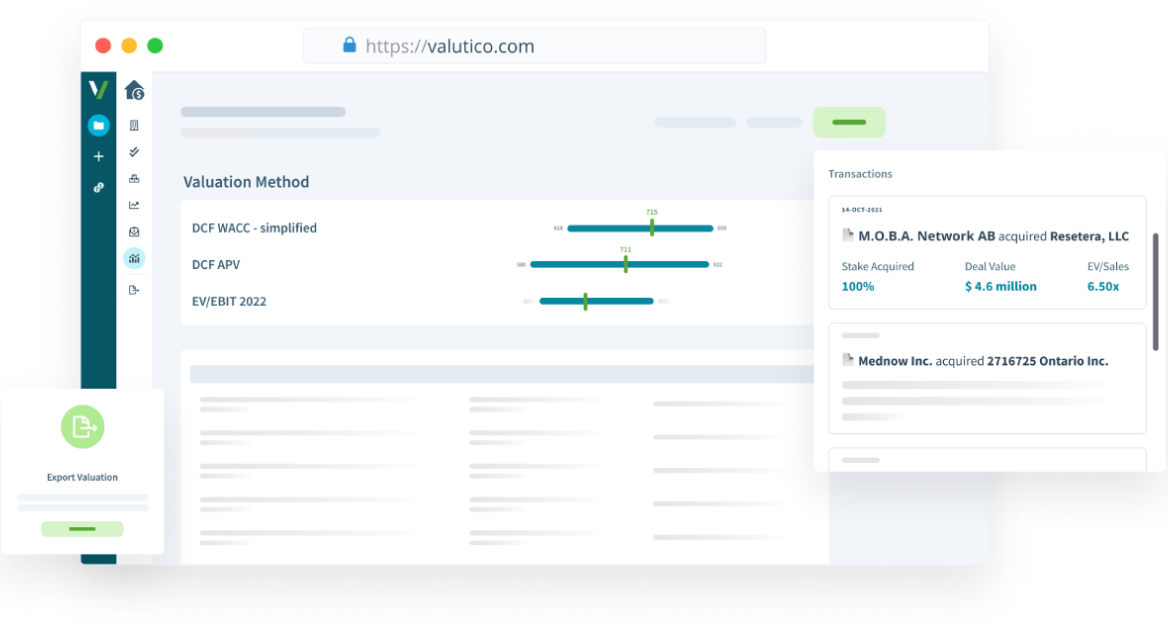 https://valutico.com
Valuation Method
DCF WACC - simplified
715
DCF APV
711
EV/EBIT 2022
Transactions
14-OCT-2021
M.O.B.A. Network AB acquired Resetera, LLC
Stake Acquired Deal Value EV/Sales
100% $ 4.6 million 6.50x
Mednow Inc. acquired 2716725 Ontario Inc.
Export Valuation